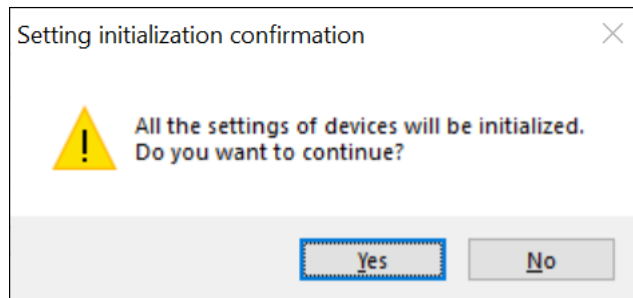 Setting initialization confirmation
All the settings of devices will be initialized.
Do you want to continue?
Yes
No